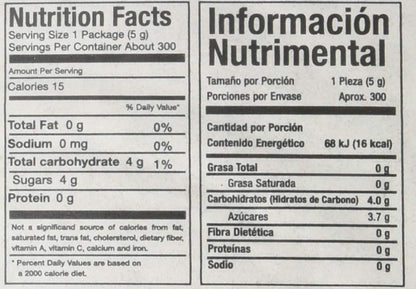 Nutrition Facts
Serving Size 1 Package (5 g)
Servings Per Container About 300
Amount Per Serving
Calories 15
% Daily Value*
Total Fat 0 g 0%
Sodium 0 mg 0%
Total carbohydrate 4 g 1%
Sugars 4 g
Protein 0 g
Not a significand source of calories from fat,
saturated fat, trans fat, cholesterol, dietary fiber,
vitamin A, vitamin C, calcium and iron.
* Percent Daily Values are based on
a 2000 calorie diet.
Información
Nutrimental
Tamaño por Porción 1 Pieza (5 g)
Porciones por Envase Aprox. 300
Cantidad por Porción
Contenido Energético 68 kJ (16 kcal)
Grasa Total 0 g
Grasa Saturada 0 g
Carbohidratos (Hidratos de Carbono) 4.0 g
Azúcares 3.7 g
Fibra Dietética 0 g
Proteínas 0 g
Sodio 0 g